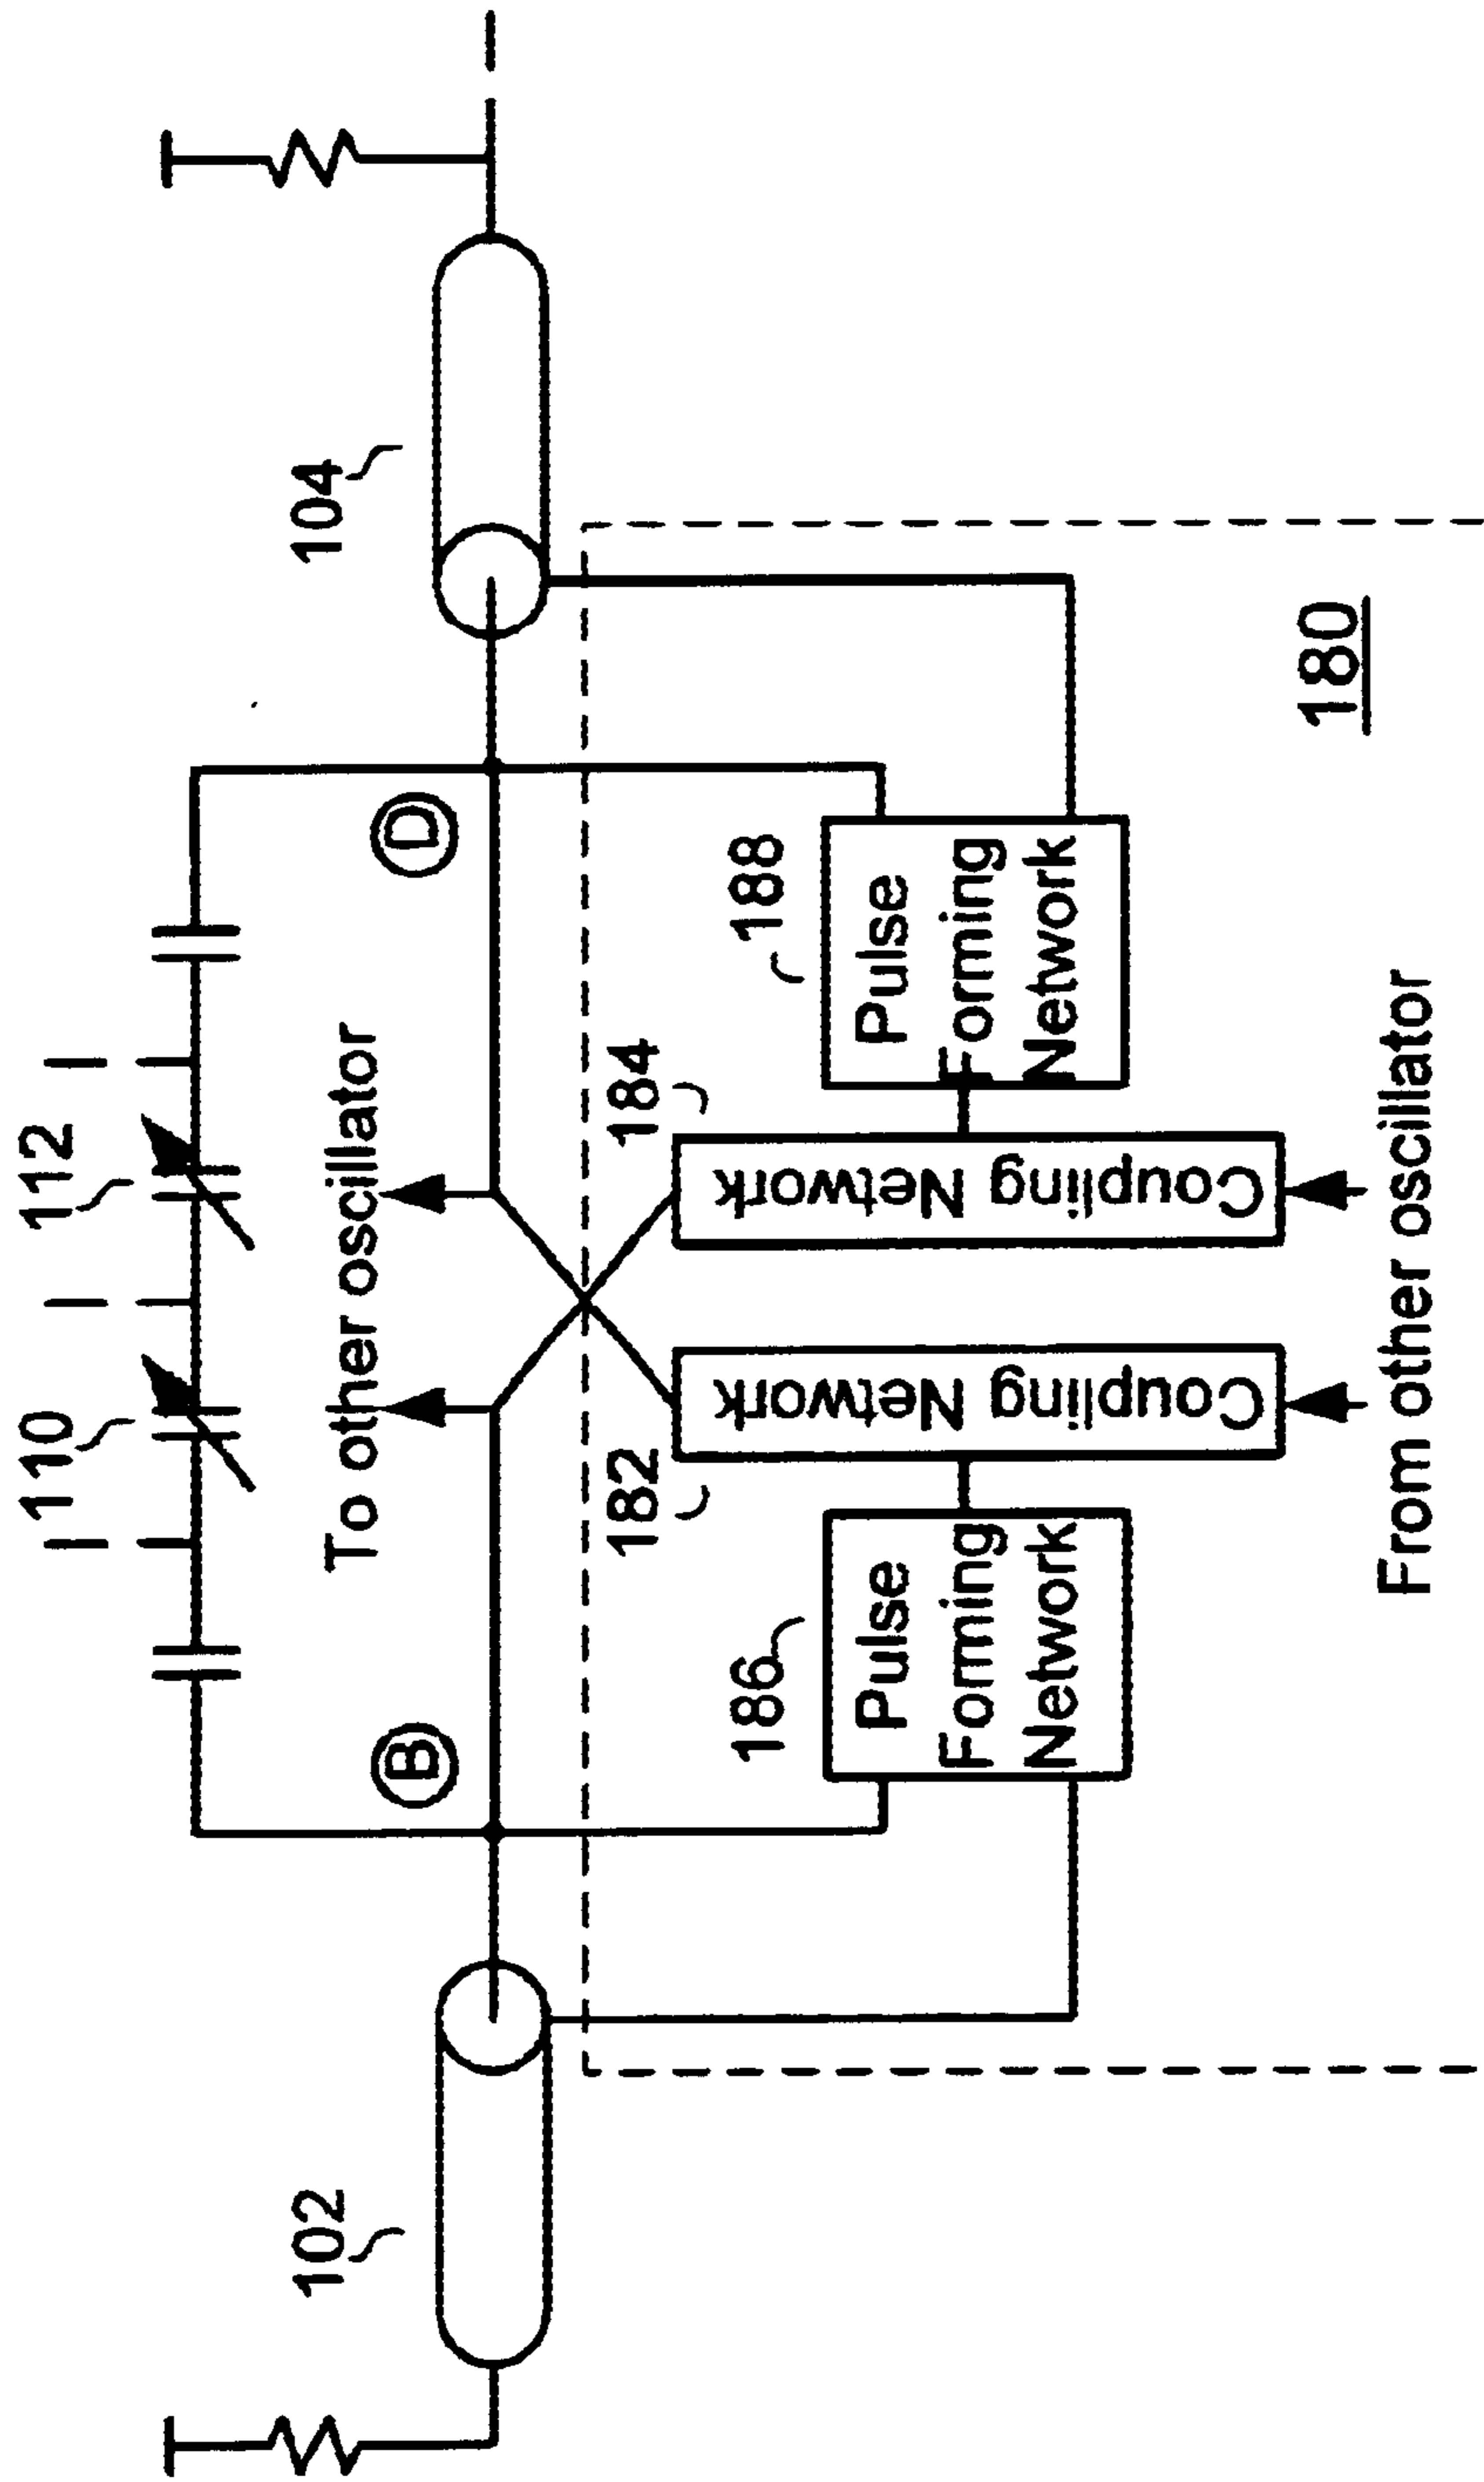 110
112
To other oscillator
102
104
B
D
182
184
186
188
Coupling Network
Coupling Network
Pulse
Forming
Network
Pulse
Forming
Network
180
From other oscillator